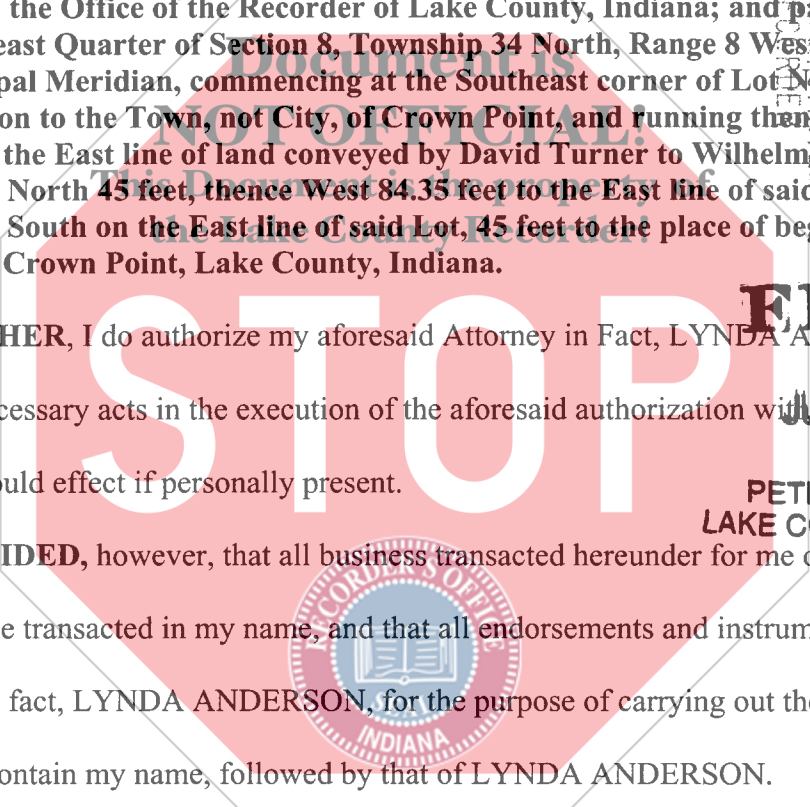 the Office of the Recorder of Lake County, Indiana; and p
east Quarter of Section 8, Township 34 North, Range 8 Wes
Document is
pal Meridian, commencing at the Southeast corner of Lot N
NOT OFFICIAL!
on to the Town, not City, of Crown Point, and running then
the East line of land conveyed by David Turner to Wilhelmi
This Document is the property of
North 45 feet, thence West 84.35 feet to the East line of said
the Lake County Recorder!
South on the East line of said Lot, 45 feet to the place of beg
Crown Point, Lake County, Indiana.
STOP
HER, I do authorize my aforesaid Attorney in Fact, LYNDA A
cessary acts in the execution of the aforesaid authorization with
ould effect if personally present.
PETE
LAKE CO
IDED, however, that all business transacted hereunder for me o
RECORDER'S OFFICE
e transacted in my name, and that all endorsements and instrum
fact, LYNDA ANDERSON, for the purpose of carrying out the
SEAL
INDIANA
ontain my name, followed by that of LYNDA ANDERSON.